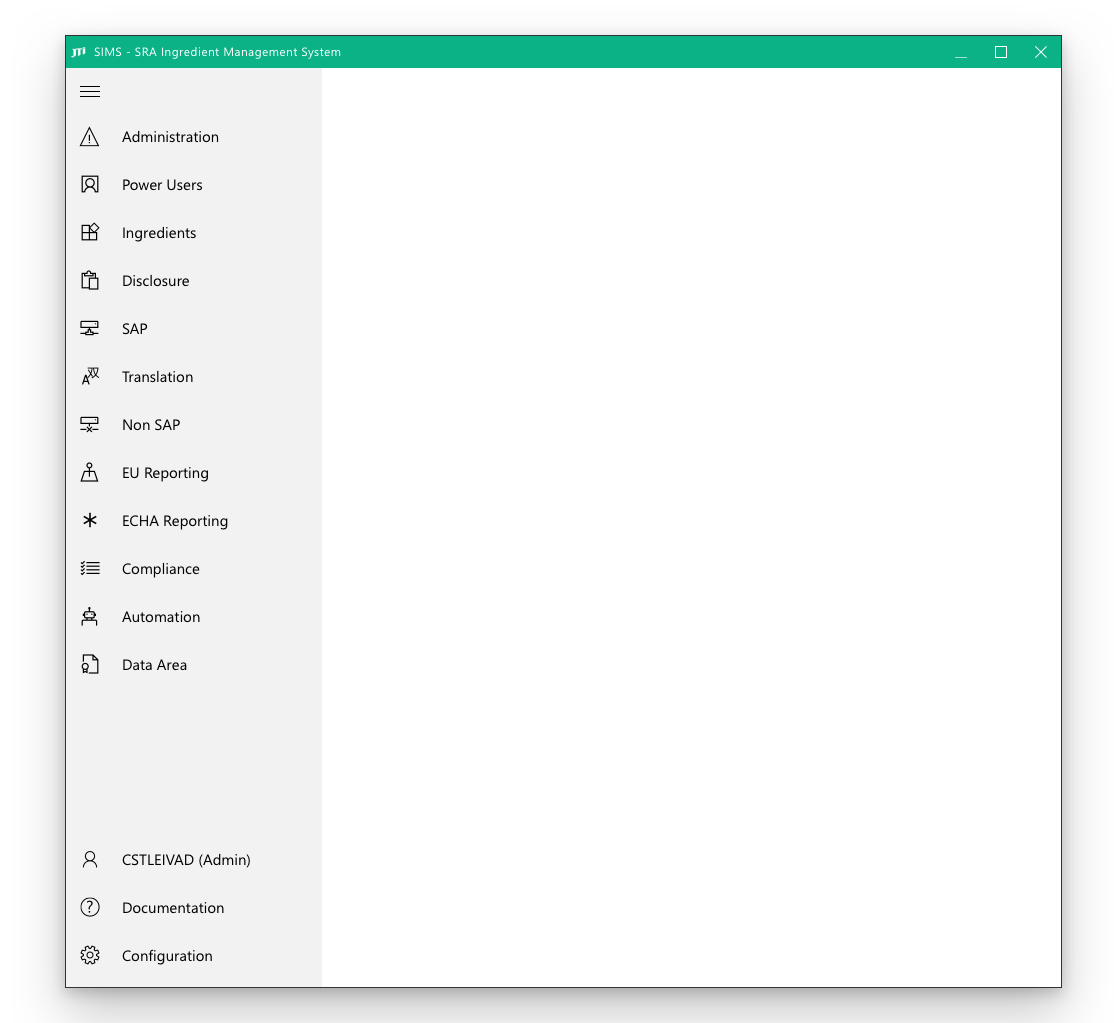 JTI SIMS - SRA Ingredient Management System
Administration
Power Users
Ingredients
Disclosure
SAP
Translation
Non SAP
EU Reporting
ECHA Reporting
Compliance
Automation
Data Area
CSTLEIVAD (Admin)
Documentation
Configuration